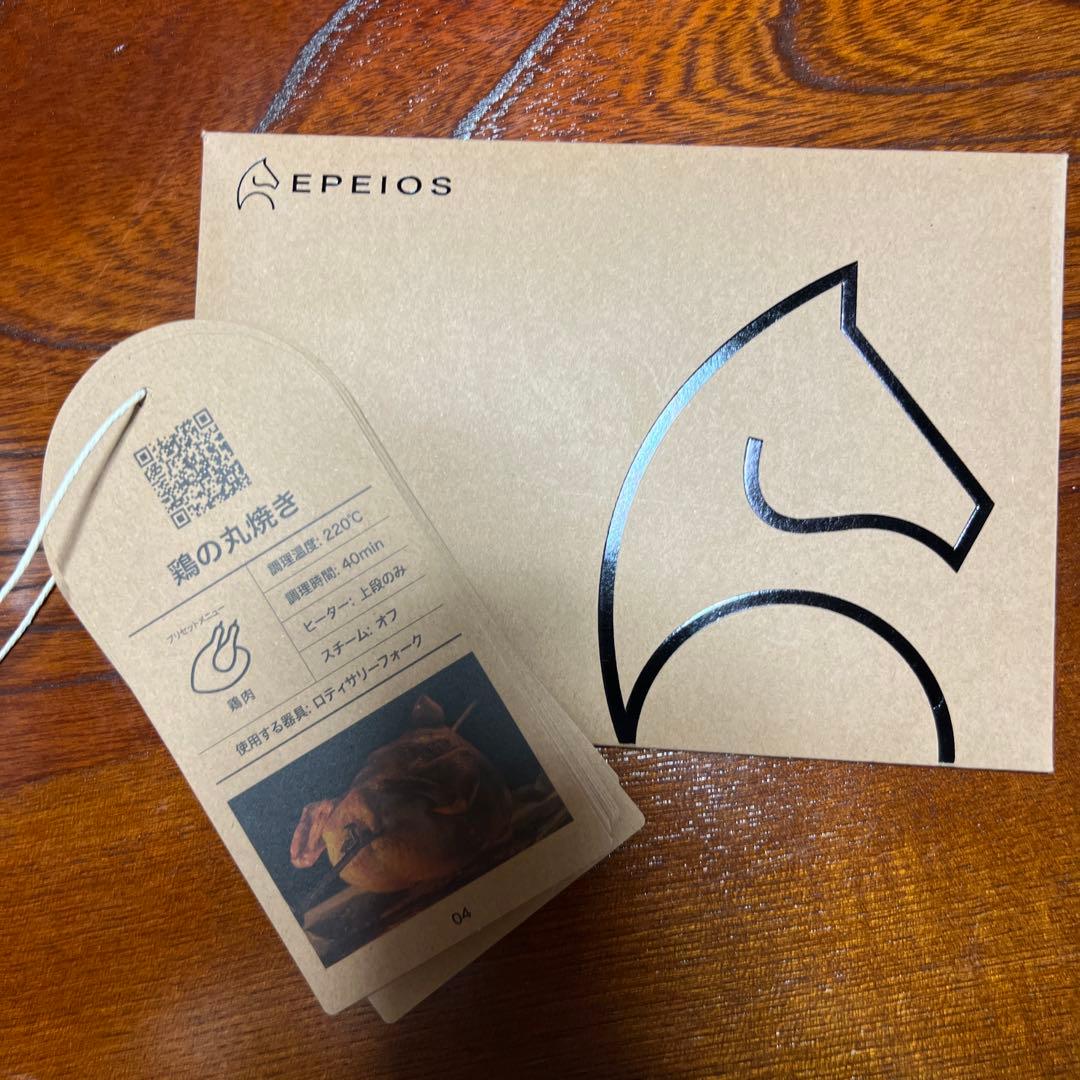 EPEIOS
鶏の丸焼き
プリセットメニュー
鶏肉
調理温度: 220℃
調理時間: 40min
ヒーター: 上段のみ
スチーム: オフ
使用する器具: ロティサリーフォーク
04